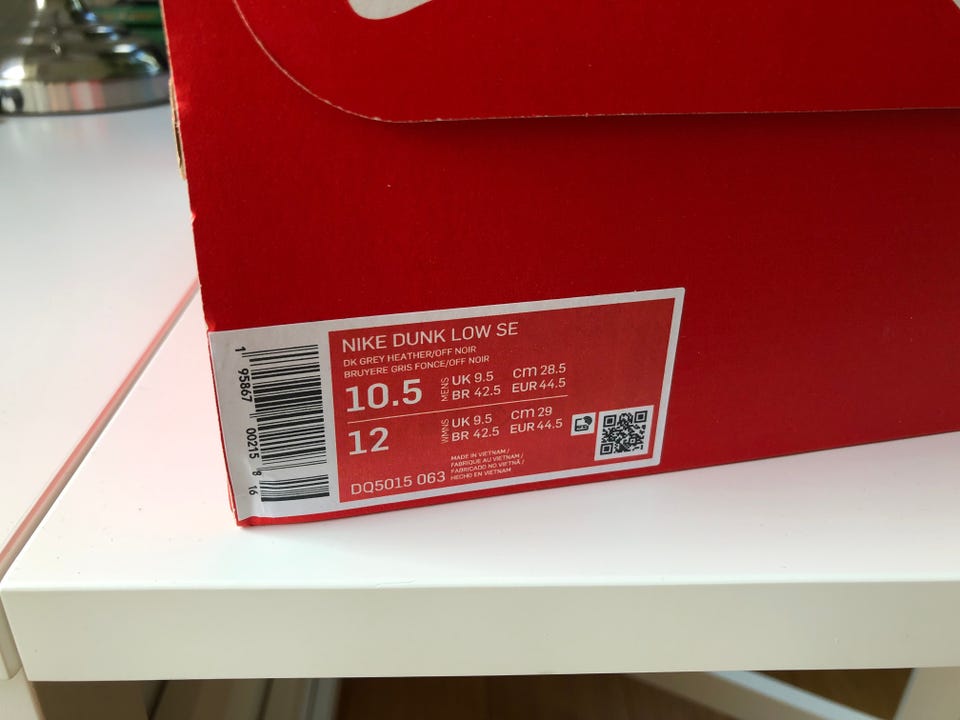 NIKE DUNK LOW SE
DK GREY HEATHER/OFF NOIR
BRUYERE GRIS FONCE/OFF NOIR
10.5 MENS UK 9.5 cm 28.5
BR 42.5 EUR 44.5
12 WMNS UK 9.5 cm 29
BR 42.5 EUR 44.5
DQ5015 063
MADE IN VIETNAM /
FABRIQUE AU VIETNAM /
FABRICADO NO VIETNÃ /
HECHO EN VIETNAM
1 95867 00215 8 16